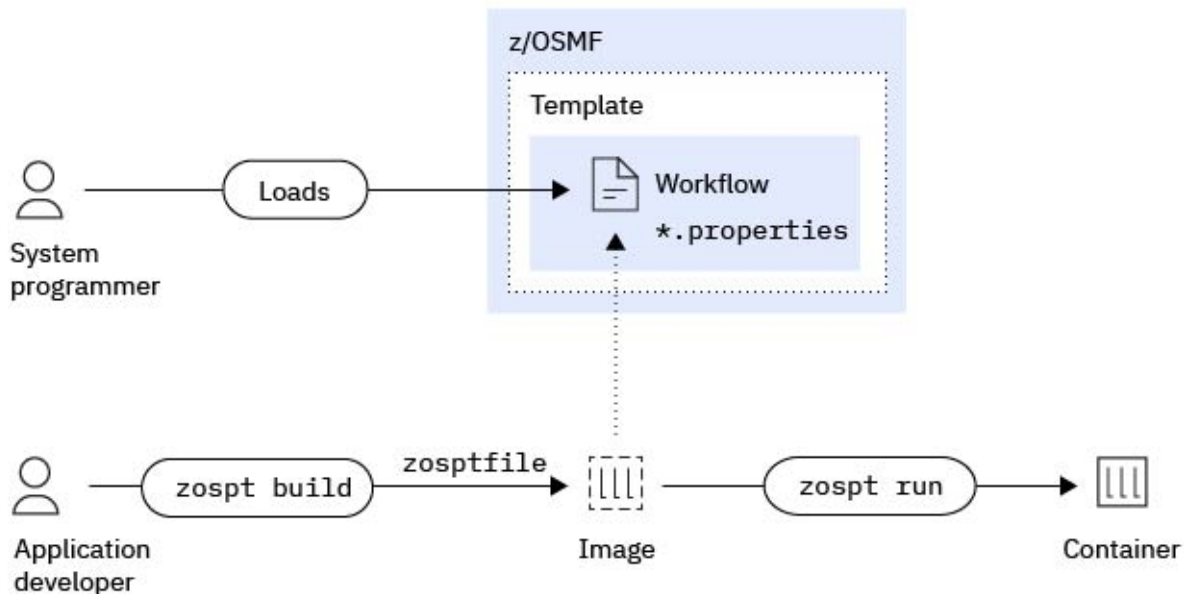 z/OSMF
Template
Loads
Workflow
*.properties
System
programmer
zospt build
zosptfile
zospt run
Application
developer
Image
Container